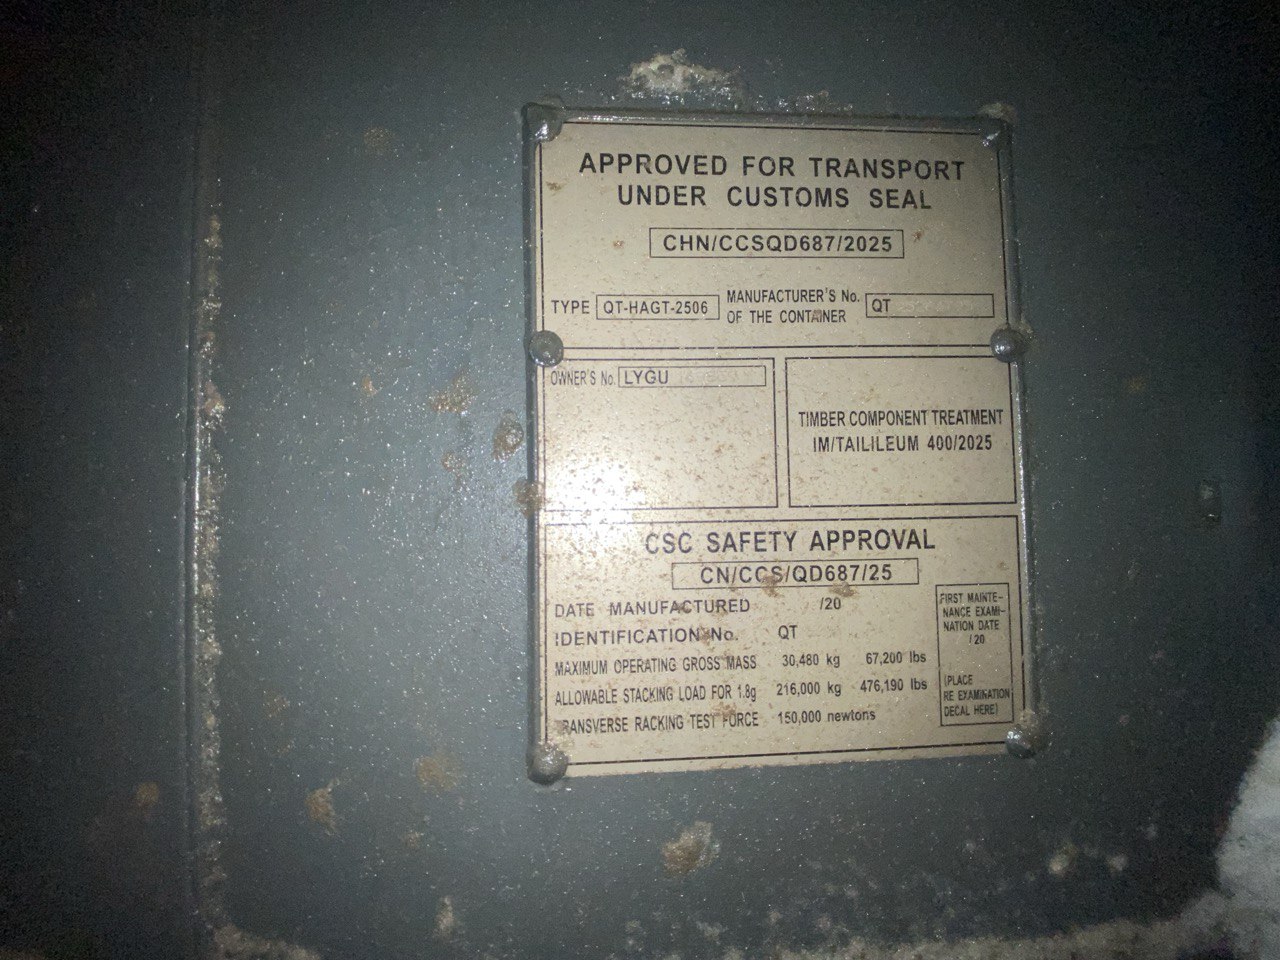 APPROVED FOR TRANSPORT
UNDER CUSTOMS SEAL
CHN/CCSQD687/2025
TYPE QT-HAGT-2506 MANUFACTURER'S No. OF THE CONTAINER QT
OWNER'S No. LYGU
TIMBER COMPONENT TREATMENT
IM/TAILILEUM 400/2025
CSC SAFETY APPROVAL
CN/CCS/QD687/25
DATE MANUFACTURED /20
IDENTIFICATION No. QT
MAXIMUM OPERATING GROSS MASS 30,480 kg 67,200 lbs
ALLOWABLE STACKING LOAD FOR 1.8g 216,000 kg 476,190 lbs
TRANSVERSE RACKING TEST FORCE 150,000 newtons
FIRST MAINTE-
NANCE EXAMI-
NATION DATE
/20
(PLACE
RE EXAMINATION
DECAL HERE)